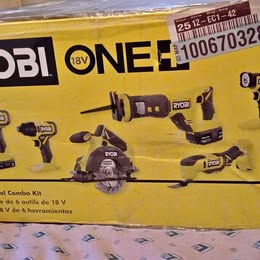 OBI 18V ONE+
25 12-EC1-42
100670328
RYOBI
RYOBI
al Combo Kit
e de 6 outils de 18 V
8 V de 6 herramientas